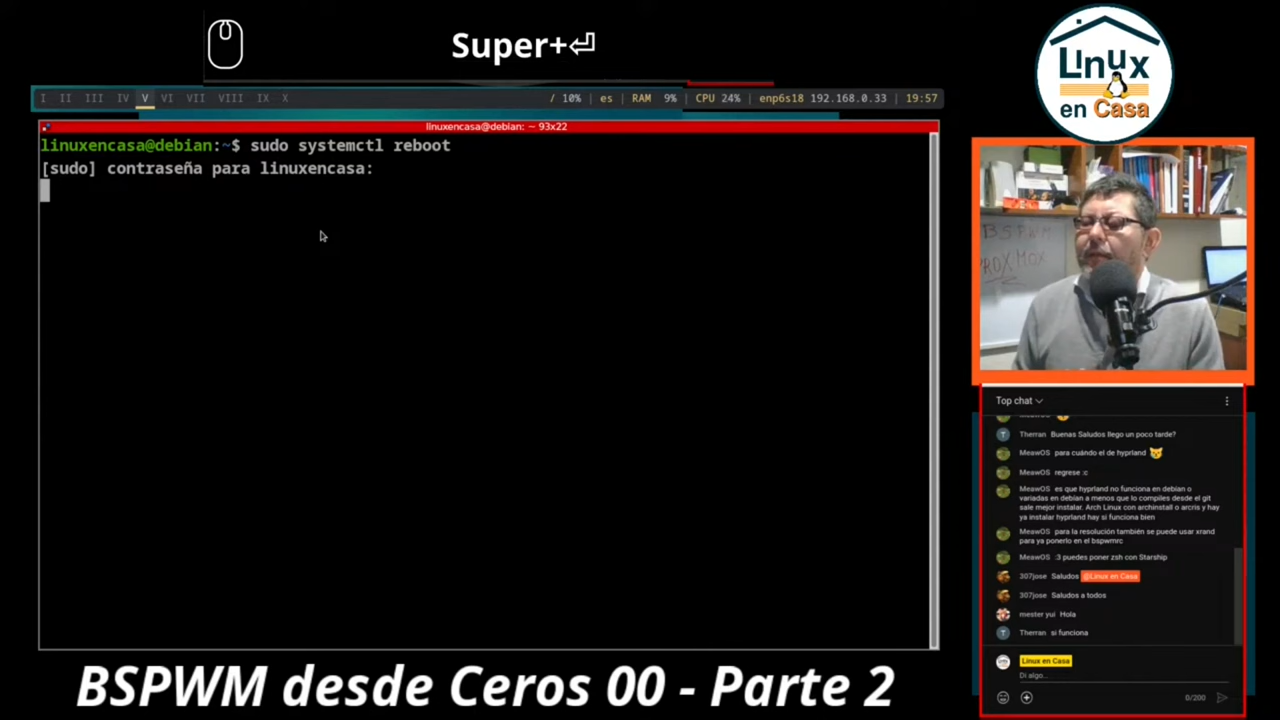 Super+⏎
Linux
en Casa
I II III IV V VI VII VIII IX X
/ 10% | es | RAM 9% | CPU 24% | enp6s18 192.168.0.33 | 19:57
linuxencasa@debian: ~ 93x22
linuxencasa@debian:~$ sudo systemctl reboot
[sudo] contraseña para linuxencasa:
BSPWM
PROXMOX
Top chat
Therran Buenas Saludos llego un poco tarde?
MeawOS para cuándo el de hyprland
MeawOS regrese :c
MeawOS es que hyprland no funciona en debian o
variadas en debian a menos que lo compiles desde el git
sale mejor instalar. Arch Linux con archinstall o arcris y hay
ya instalar hyprland hay si funciona bien
MeawOS para la resolución también se puede usar xrand
para ya ponerlo en el bspwmrc
MeawOS :3 puedes poner zsh con Starship
307jose Saludos @Linux en Casa
307jose Saludos a todos
mester yui Hola
Therran si funciona
Linux en Casa
Di algo...
0/200
BSPWM desde Ceros 00 - Parte 2